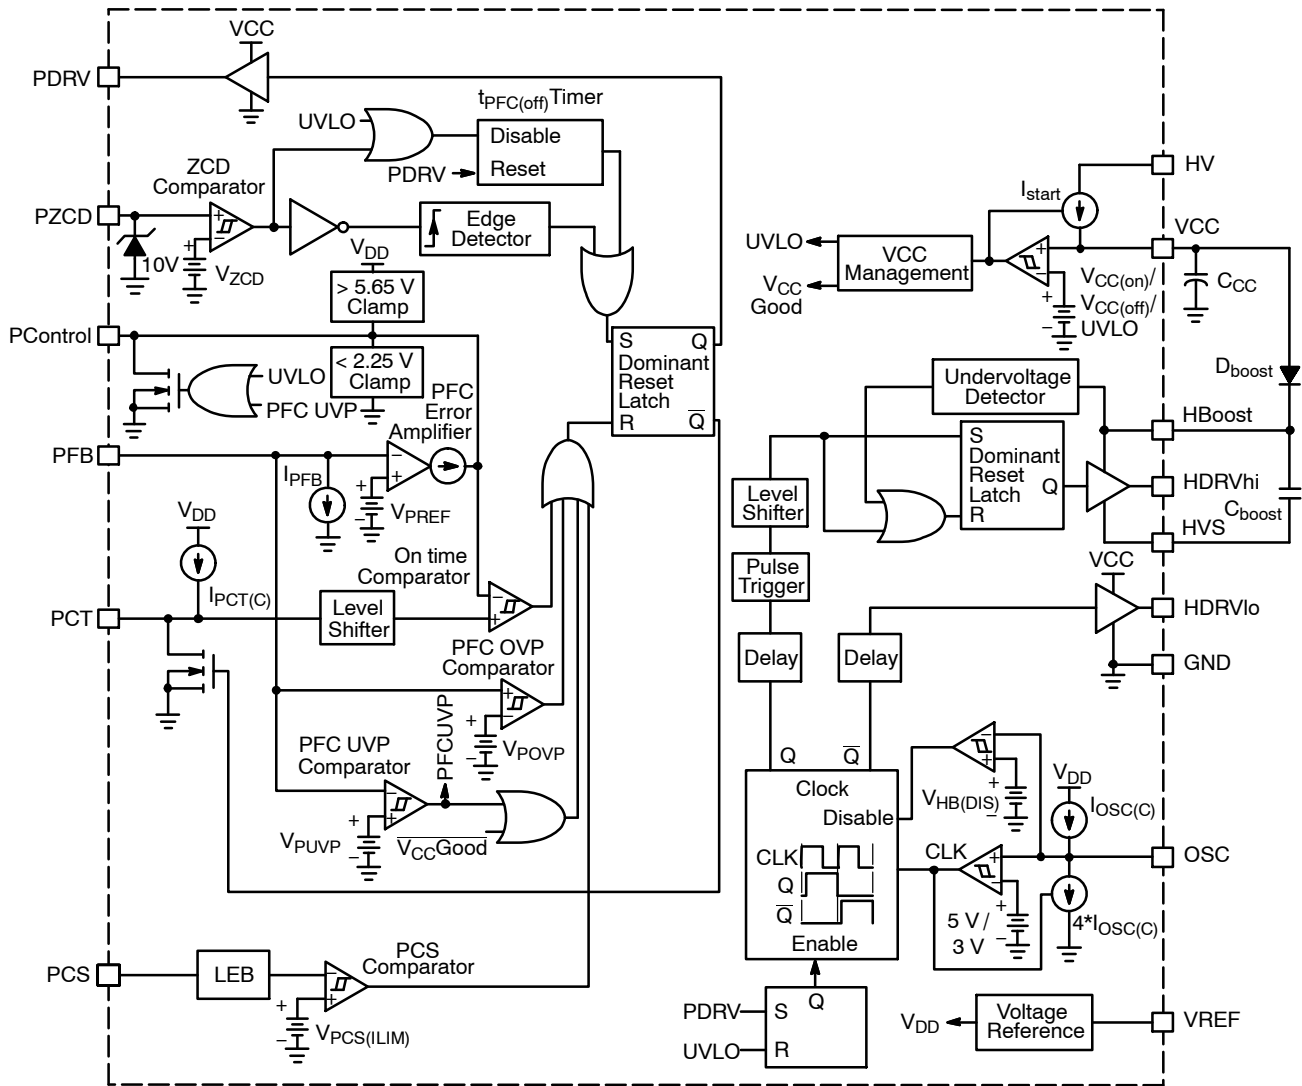 VCC
PDRV
UVLO
tPFC(off) Timer
Disable
Reset
PDRV
ZCD
Comparator
PZCD
+
−
+
−
10V
VZCD
Edge
Detector
VDD
> 5.65 V
Clamp
PControl
< 2.25 V
Clamp
UVLO
PFC UVP
PFC
Error
Amplifier
S Q
Dominant
Reset
Latch
R Q
PFB
IPFB
−
+
+
−
VPREF
VDD
IPCT(C)
On time
Comparator
PCT
Level
Shifter
−
+
PFC OVP
Comparator
+
−
+
−
VPOVP
PFCUVP
PFC UVP
Comparator
−
+
+
−
VPUVP
VCCGood
PCS
LEB
PCS
Comparator
−
+
+
−
VPCS(ILIM)
HV
Istart
VCC
UVLO
VCC
Good
VCC
Management
+
−
+
−
VCC(on)/
VCC(off)/
UVLO
CCC
Dboost
Undervoltage
Detector
HBoost
S
Dominant
Reset
Latch
Q
R
HDRVhi
Cboost
HVS
Level
Shifter
Pulse
Trigger
VCC
HDRVlo
Delay
Delay
GND
Q Q
Clock
Disable
−
+
+
−
VHB(DIS)
VDD
IOSC(C)
CLK
Q
Q
Enable
CLK
+
−
+
−
5 V /
3 V
OSC
4*IOSC(C)
Q
PDRV
S
UVLO
R
VDD
Voltage
Reference
VREF